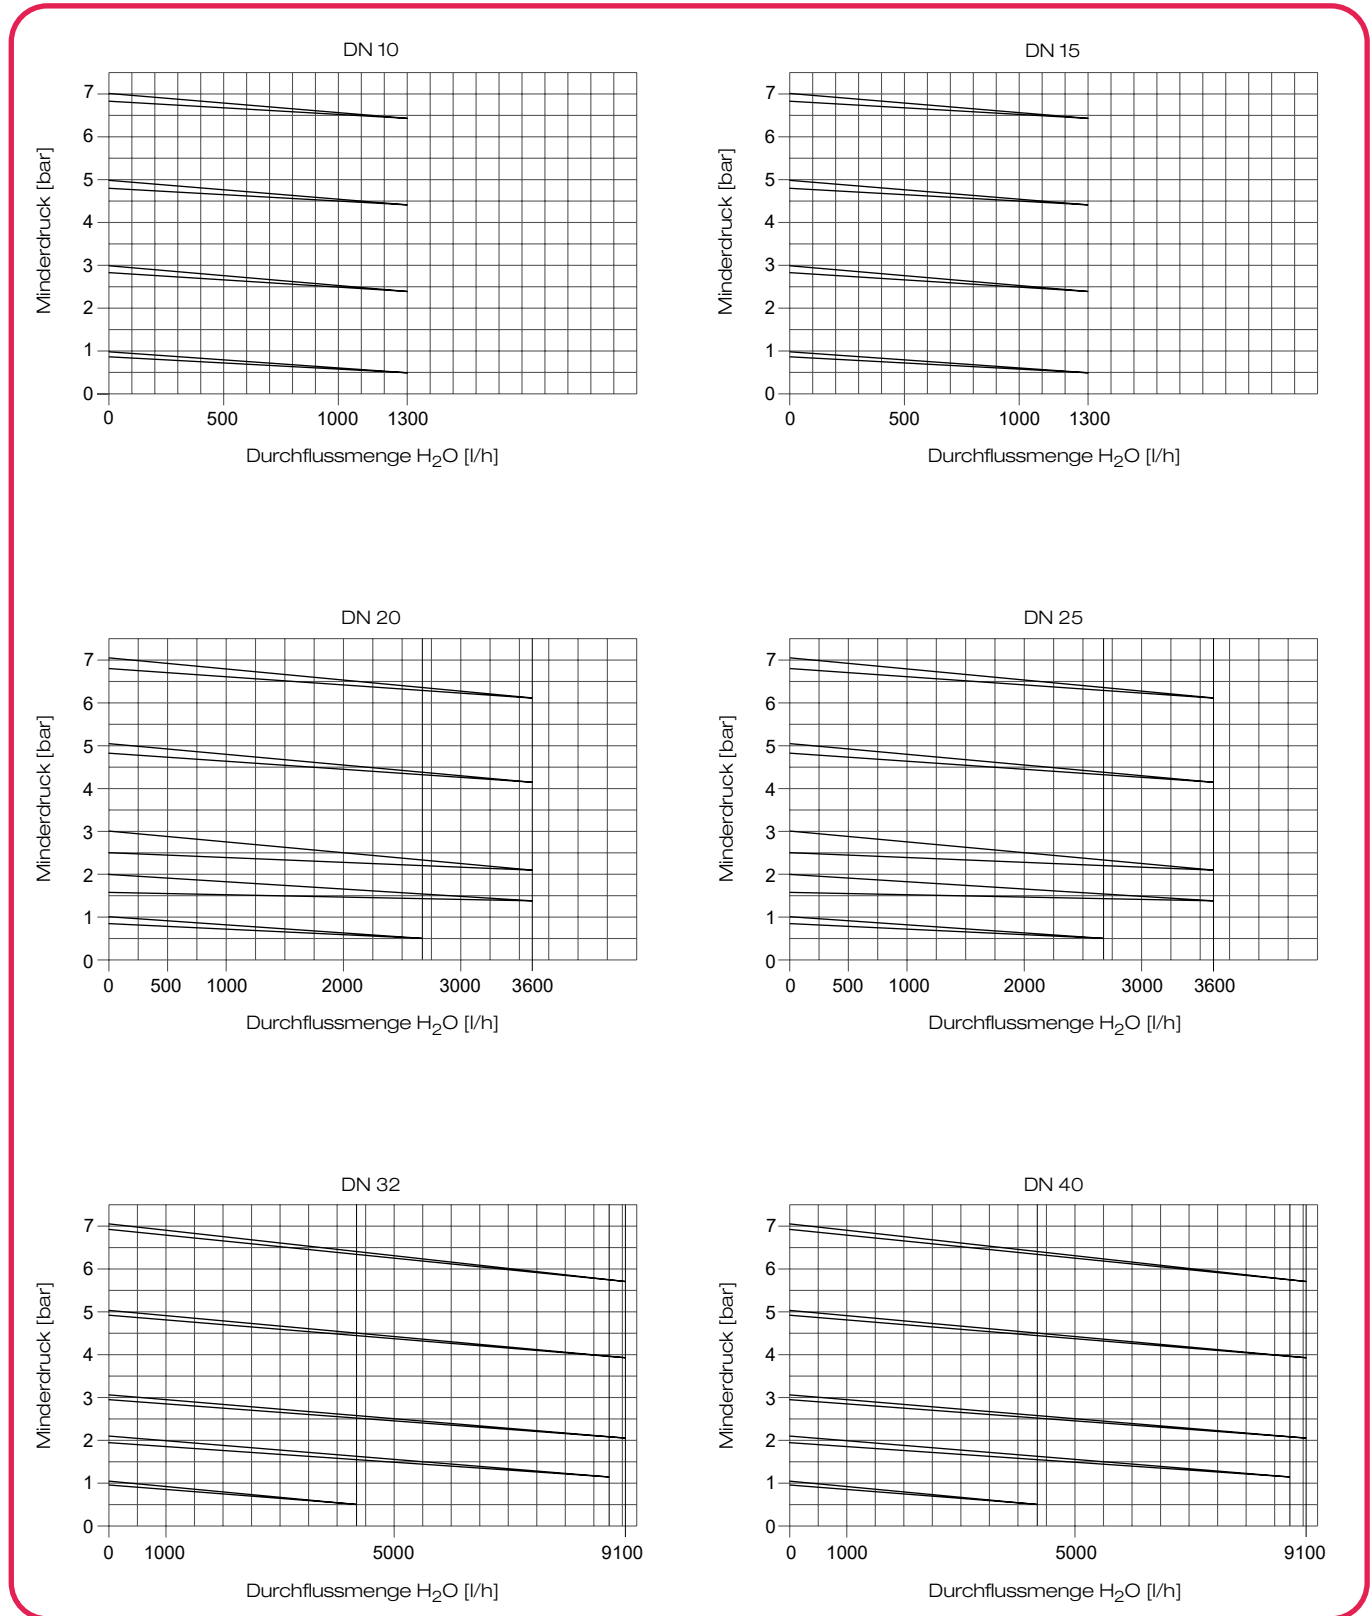 DN 10
Minderdruck [bar]
7
6
5
4
3
2
1
0
0 500 1000 1300
Durchflussmenge H₂O [l/h]
DN 15
Minderdruck [bar]
7
6
5
4
3
2
1
0
0 500 1000 1300
Durchflussmenge H₂O [l/h]
DN 20
Minderdruck [bar]
7
6
5
4
3
2
1
0
0 500 1000 2000 3000 3600
Durchflussmenge H₂O [l/h]
DN 25
Minderdruck [bar]
7
6
5
4
3
2
1
0
0 500 1000 2000 3000 3600
Durchflussmenge H₂O [l/h]
DN 32
Minderdruck [bar]
7
6
5
4
3
2
1
0
0 1000 5000 9100
Durchflussmenge H₂O [l/h]
DN 40
Minderdruck [bar]
7
6
5
4
3
2
1
0
0 1000 5000 9100
Durchflussmenge H₂O [l/h]